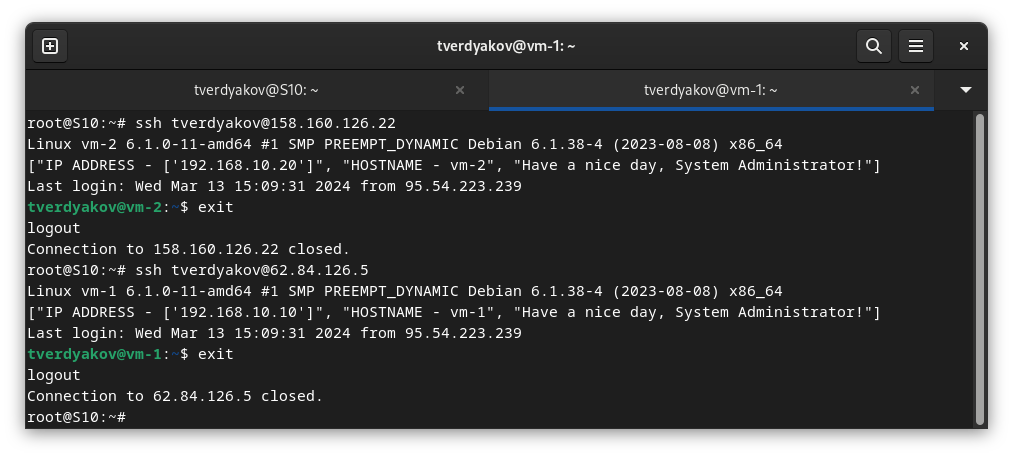 tverdyakov@vm-1: ~
tverdyakov@S10: ~
tverdyakov@vm-1: ~
root@S10:~# ssh tverdyakov@158.160.126.22
Linux vm-2 6.1.0-11-amd64 #1 SMP PREEMPT_DYNAMIC Debian 6.1.38-4 (2023-08-08) x86_64
["IP ADDRESS - ['192.168.10.20']", "HOSTNAME - vm-2", "Have a nice day, System Administrator!"]
Last login: Wed Mar 13 15:09:31 2024 from 95.54.223.239
tverdyakov@vm-2:~$ exit
logout
Connection to 158.160.126.22 closed.
root@S10:~# ssh tverdyakov@62.84.126.5
Linux vm-1 6.1.0-11-amd64 #1 SMP PREEMPT_DYNAMIC Debian 6.1.38-4 (2023-08-08) x86_64
["IP ADDRESS - ['192.168.10.10']", "HOSTNAME - vm-1", "Have a nice day, System Administrator!"]
Last login: Wed Mar 13 15:09:31 2024 from 95.54.223.239
tverdyakov@vm-1:~$ exit
logout
Connection to 62.84.126.5 closed.
root@S10:~#